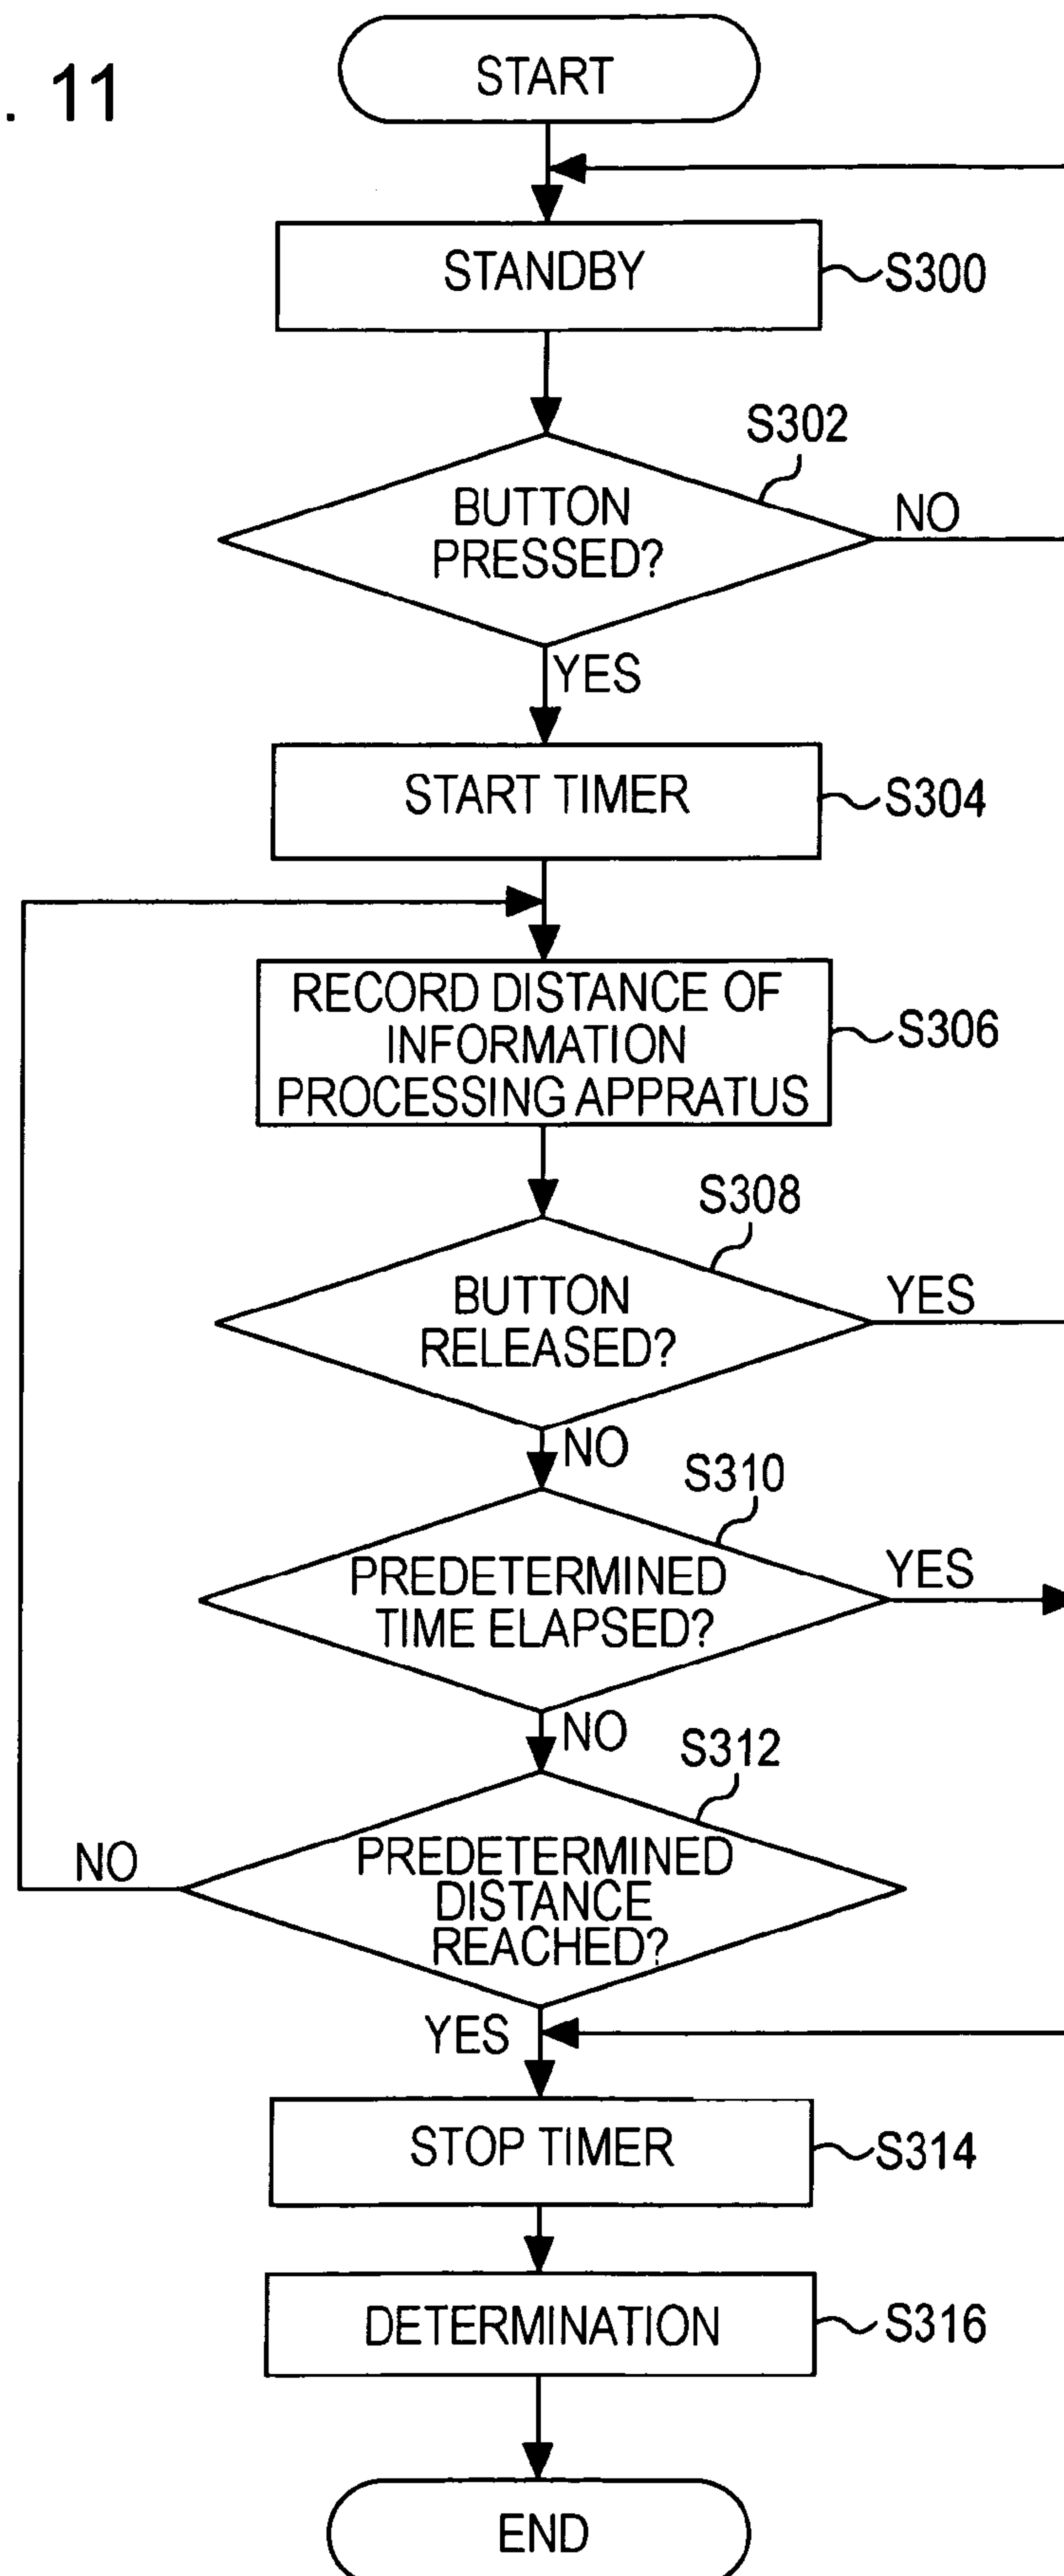 . 11
START
STANDBY
S300
S302
BUTTON
PRESSED?
NO
YES
START TIMER
S304
RECORD DISTANCE OF
INFORMATION
PROCESSING APPRATUS
S306
S308
BUTTON
RELEASED?
YES
NO
S310
PREDETERMINED
TIME ELAPSED?
YES
NO
S312
PREDETERMINED
DISTANCE
REACHED?
NO
YES
STOP TIMER
S314
DETERMINATION
S316
END